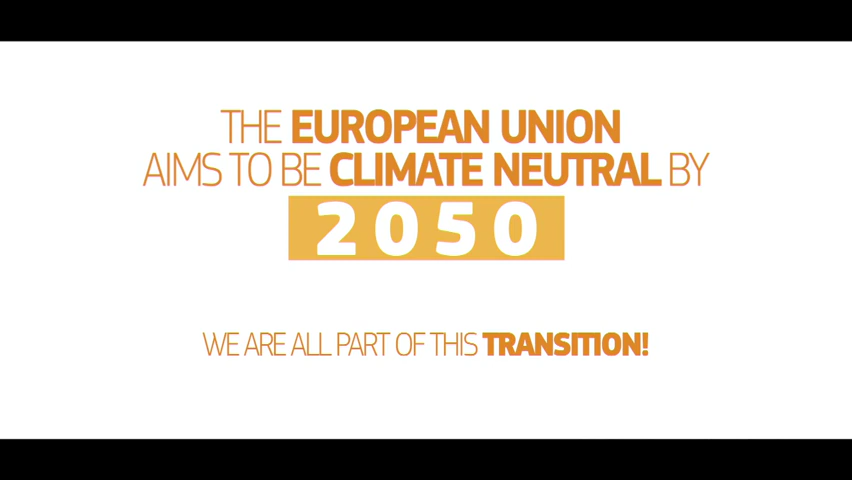 THE EUROPEAN UNION
AIMS TO BE CLIMATE NEUTRAL BY
2050
WE ARE ALL PART OF THIS TRANSITION!